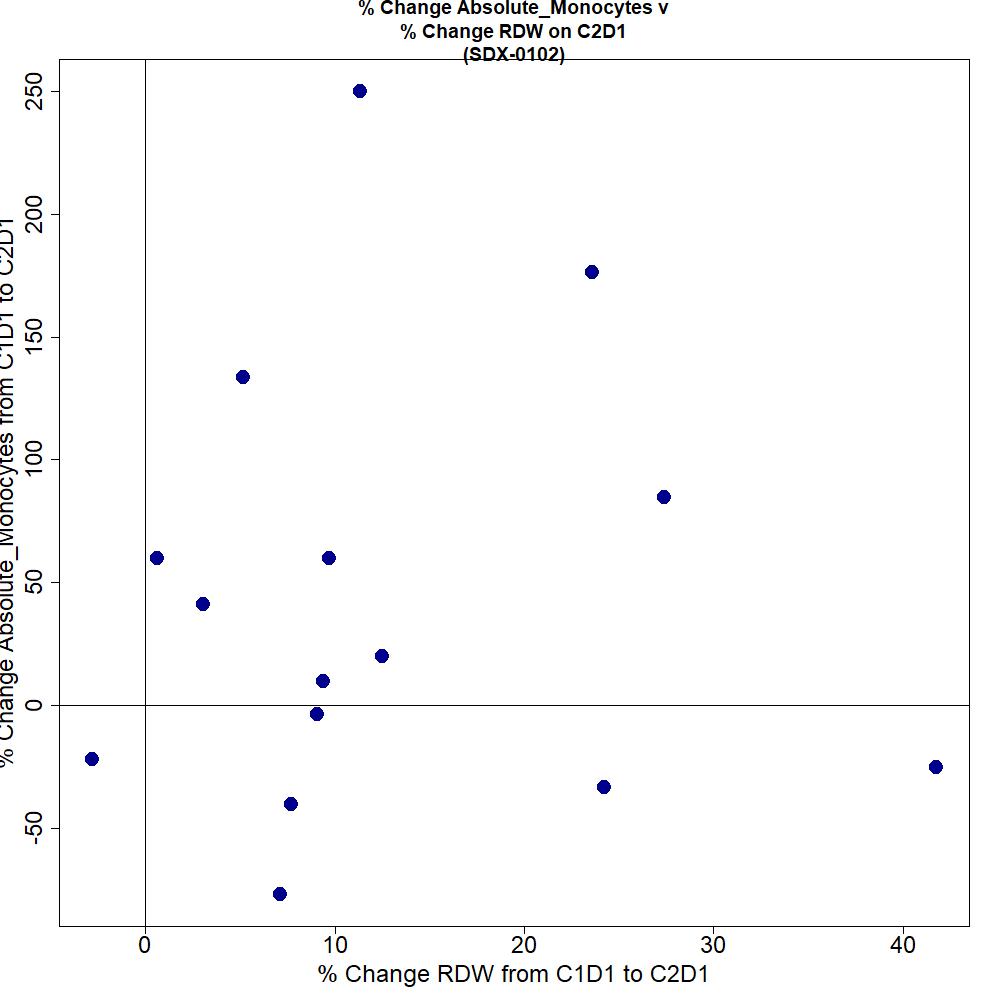 % Change Absolute_Monocytes v
% Change RDW on C2D1
(SDX-0102)
% Change Absolute_Monocytes from C1D1 to C2D1
250
200
150
100
50
0
-50
0
10
20
30
40
% Change RDW from C1D1 to C2D1